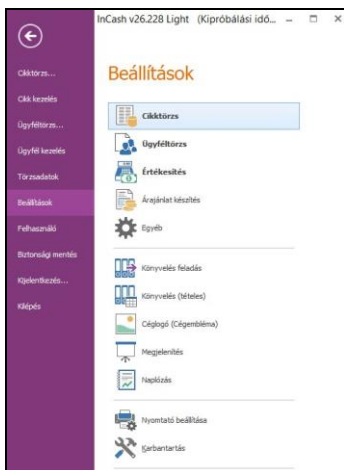 InCash v26.228 Light (Kipróbálási idő...
Cikktörzs...
Cikk kezelés
Ügyféltörzs...
Ügyfél kezelés
Törzsadatok
Beállítások
Felhasználó
Biztonsági mentés
Kijelentkezés...
Kilépés
Beállítások
Cikktörzs
Ügyféltörzs
Értékesítés
Árajánlat készítés
Egyéb
Könyvelés feladás
Könyvelés (tételes)
Céglogó (Cégembléma)
Megjelenítés
Naplózás
Nyomtató beállítása
Karbantartás